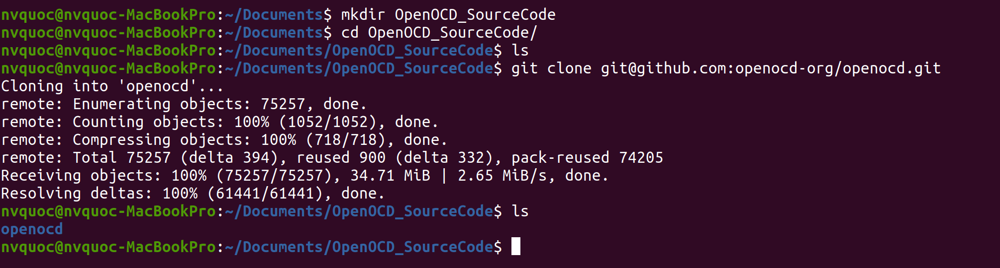 nvquoc@nvquoc-MacBookPro:~/Documents$ mkdir OpenOCD_SourceCode
nvquoc@nvquoc-MacBookPro:~/Documents$ cd OpenOCD_SourceCode/
nvquoc@nvquoc-MacBookPro:~/Documents/OpenOCD_SourceCode$ ls
nvquoc@nvquoc-MacBookPro:~/Documents/OpenOCD_SourceCode$ git clone git@github.com:openocd-org/openocd.git
Cloning into 'openocd'...
remote: Enumerating objects: 75257, done.
remote: Counting objects: 100% (1052/1052), done.
remote: Compressing objects: 100% (718/718), done.
remote: Total 75257 (delta 394), reused 900 (delta 332), pack-reused 74205
Receiving objects: 100% (75257/75257), 34.71 MiB | 2.65 MiB/s, done.
Resolving deltas: 100% (61441/61441), done.
nvquoc@nvquoc-MacBookPro:~/Documents/OpenOCD_SourceCode$ ls
openocd
nvquoc@nvquoc-MacBookPro:~/Documents/OpenOCD_SourceCode$